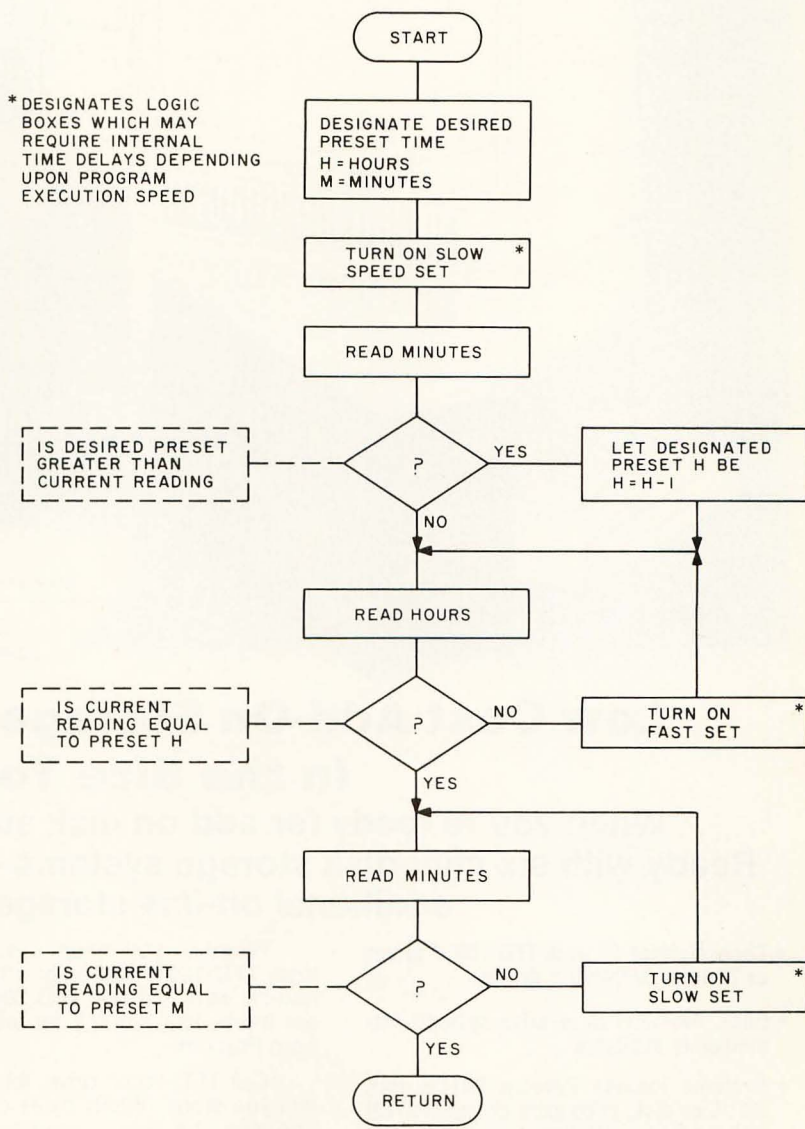 START
* DESIGNATES LOGIC
BOXES WHICH MAY
REQUIRE INTERNAL
TIME DELAYS DEPENDING
UPON PROGRAM
EXECUTION SPEED
DESIGNATE DESIRED
PRESET TIME
H = HOURS
M = MINUTES
TURN ON SLOW *
SPEED SET
READ MINUTES
IS DESIRED PRESET
GREATER THAN
CURRENT READING
?
YES
LET DESIGNATED
PRESET H BE
H = H-1
NO
READ HOURS
IS CURRENT
READING EQUAL
TO PRESET H
?
NO
TURN ON *
FAST SET
YES
READ MINUTES
IS CURRENT
READING EQUAL
TO PRESET M
?
NO
TURN ON *
SLOW SET
YES
RETURN